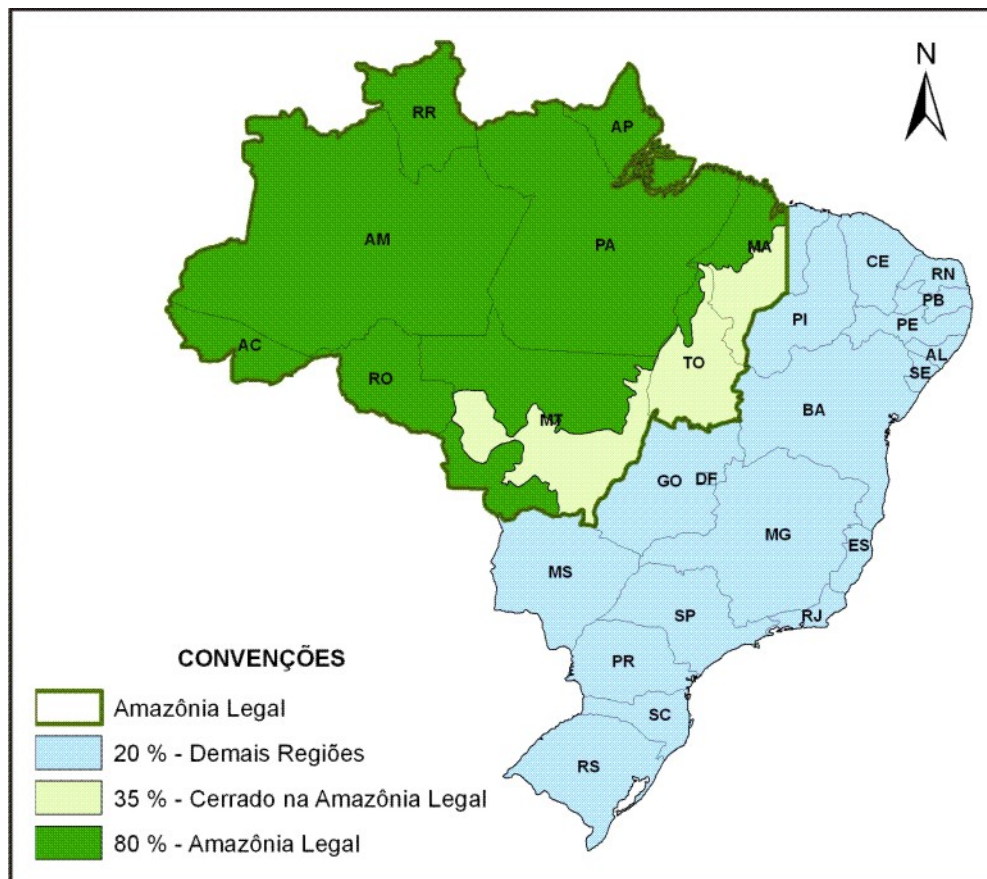 N
RR
AP
AM
PA
MA
CE
RN
PB
PI
PE
AC
AL
TO
SE
RO
BA
MT
GO
DF
MG
ES
MS
SP
RJ
PR
SC
RS
CONVENÇÕES
Amazônia Legal
20 % - Demais Regiões
35 % - Cerrado na Amazônia Legal
80 % - Amazônia Legal